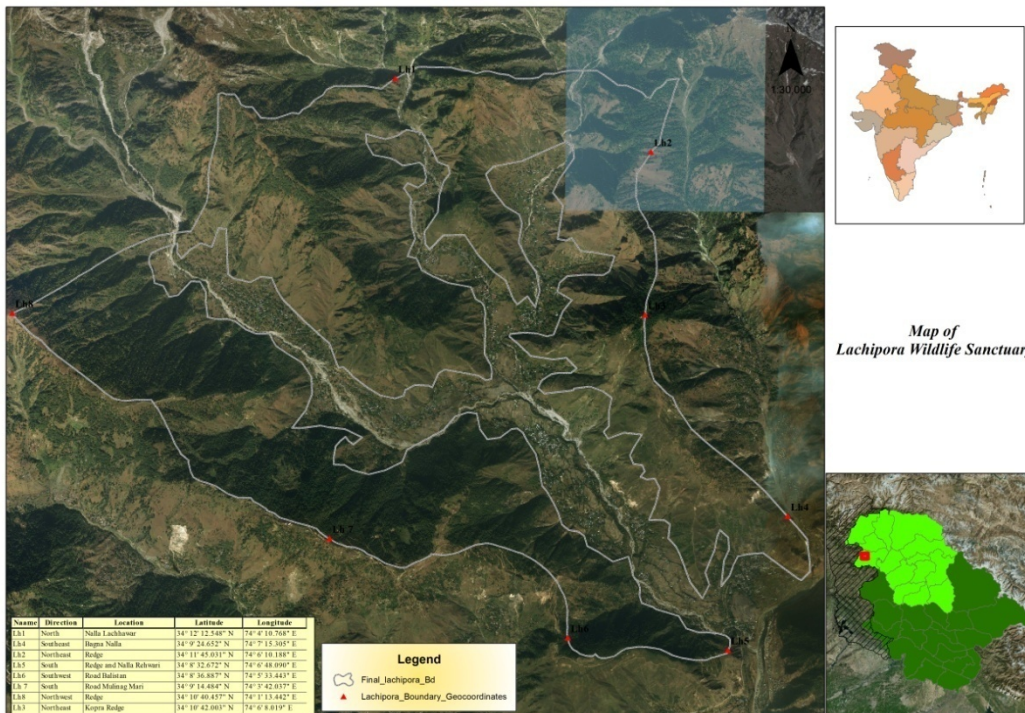 N
1:30,000
Lh1
Lh2
Lh3
Lh8
Lh4
Lh 7
Lh6
Lh5
Map of
Lachipora Wildlife Sanctuary
Naame Direction Location Latitude Longitude
Lh1 North Nalla Lachhawar 34° 12' 12.548" N 74° 4' 10.768" E
Lh4 Southeast Bagna Nalla 34° 9' 24.652" N 74° 7' 15.305" E
Lh2 Northeast Redge 34° 11' 45.031" N 74° 6' 10.188" E
Lh5 South Redge and Nalla Rehwari 34° 8' 32.672" N 74° 6' 48.090" E
Lh6 Southwest Road Balistan 34° 8' 36.887" N 74° 5' 33.443" E
Lh 7 South Road Mulinag Mari 34° 9' 14.484" N 74° 3' 42.037" E
Lh8 Northwest Redge 34° 10' 40.457" N 74° 1' 13.442" E
Lh3 Northeast Kopra Redge 34° 10' 42.003" N 74° 6' 8.019" E
Legend
Final_lachipora_Bd
Lachipora_Boundary_Geocoordinates